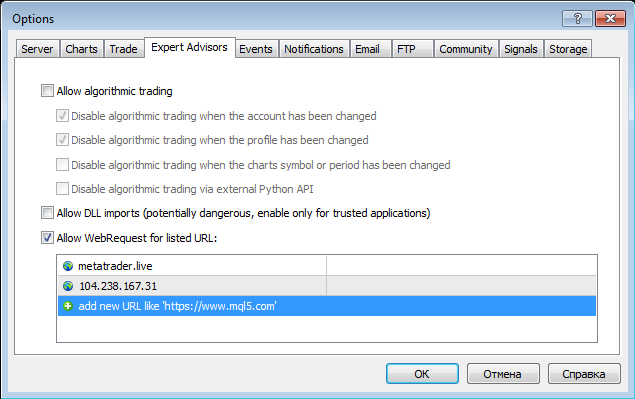 Options
Server Charts Trade Expert Advisors Events Notifications Email FTP Community Signals Storage
Allow algorithmic trading
Disable algorithmic trading when the account has been changed
Disable algorithmic trading when the profile has been changed
Disable algorithmic trading when the charts symbol or period has been changed
Disable algorithmic trading via external Python API
Allow DLL imports (potentially dangerous, enable only for trusted applications)
Allow WebRequest for listed URL:
metatrader.live
104.238.167.31
add new URL like 'https://www.mql5.com'
OK Отмена Справка